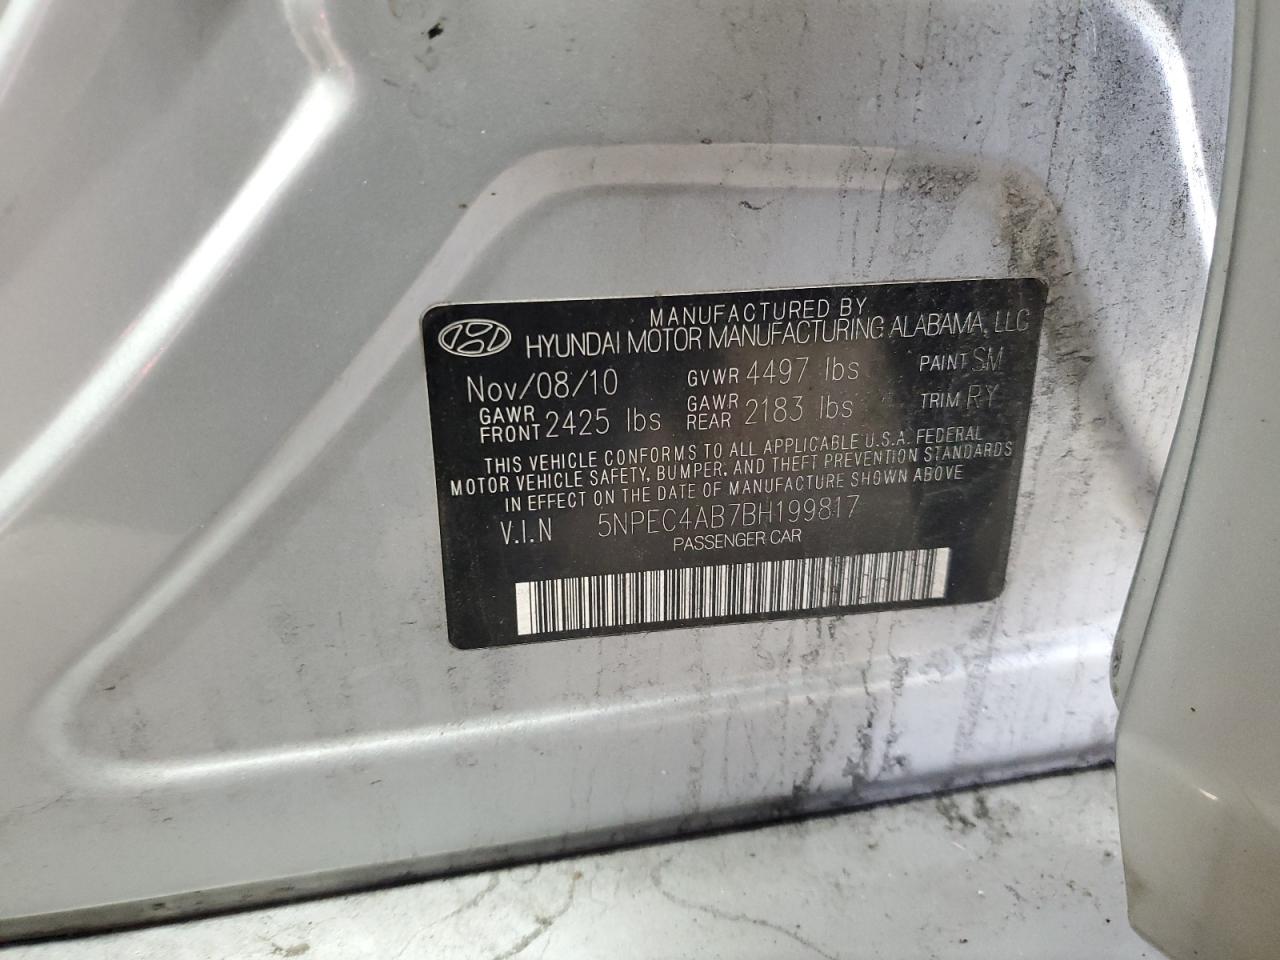 MANUFACTURED BY
HYUNDAI MOTOR MANUFACTURING ALABAMA, LLC
Nov/08/10 GVWR 4497 lbs PAINT SM
GAWR FRONT 2425 lbs GAWR REAR 2183 lbs TRIM RY
THIS VEHICLE CONFORMS TO ALL APPLICABLE U.S.A. FEDERAL
MOTOR VEHICLE SAFETY, BUMPER, AND THEFT PREVENTION STANDARDS
IN EFFECT ON THE DATE OF MANUFACTURE SHOWN ABOVE
V.I.N 5NPEC4AB7BH199817
PASSENGER CAR